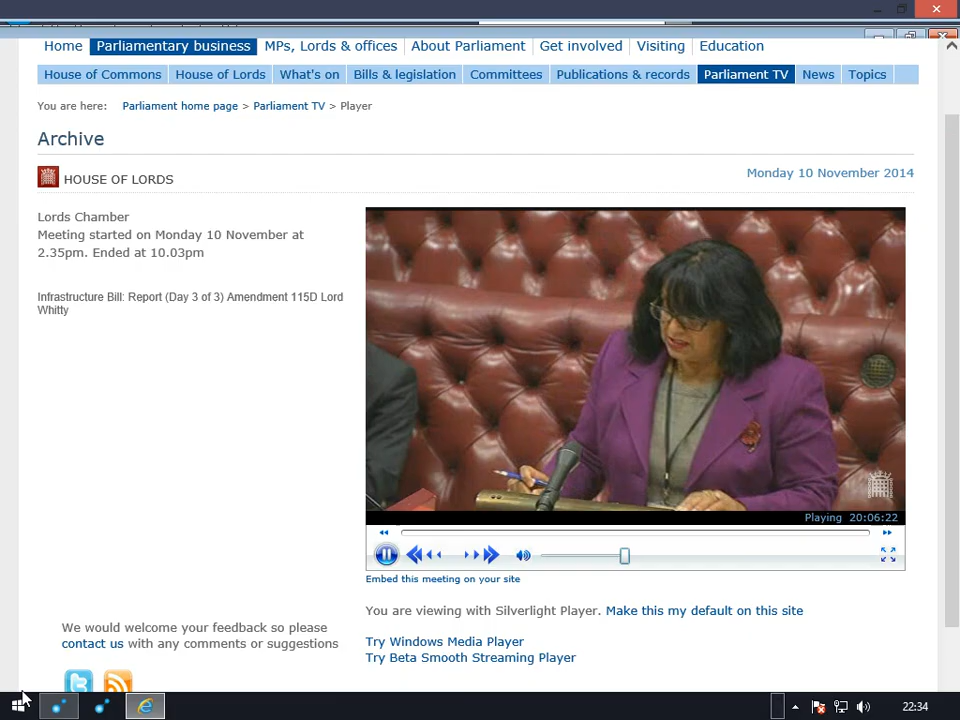 Home Parliamentary business MPs, Lords & offices About Parliament Get involved Visiting Education
House of Commons House of Lords What's on Bills & legislation Committees Publications & records Parliament TV News Topics
You are here: Parliament home page > Parliament TV > Player
Archive
HOUSE OF LORDS
Monday 10 November 2014
Lords Chamber
Meeting started on Monday 10 November at
2.35pm. Ended at 10.03pm
Infrastructure Bill: Report (Day 3 of 3) Amendment 115D Lord
Whitty
Playing 20:06:22
Embed this meeting on your site
You are viewing with Silverlight Player. Make this my default on this site
We would welcome your feedback so please
contact us with any comments or suggestions
Try Windows Media Player
Try Beta Smooth Streaming Player
22:34